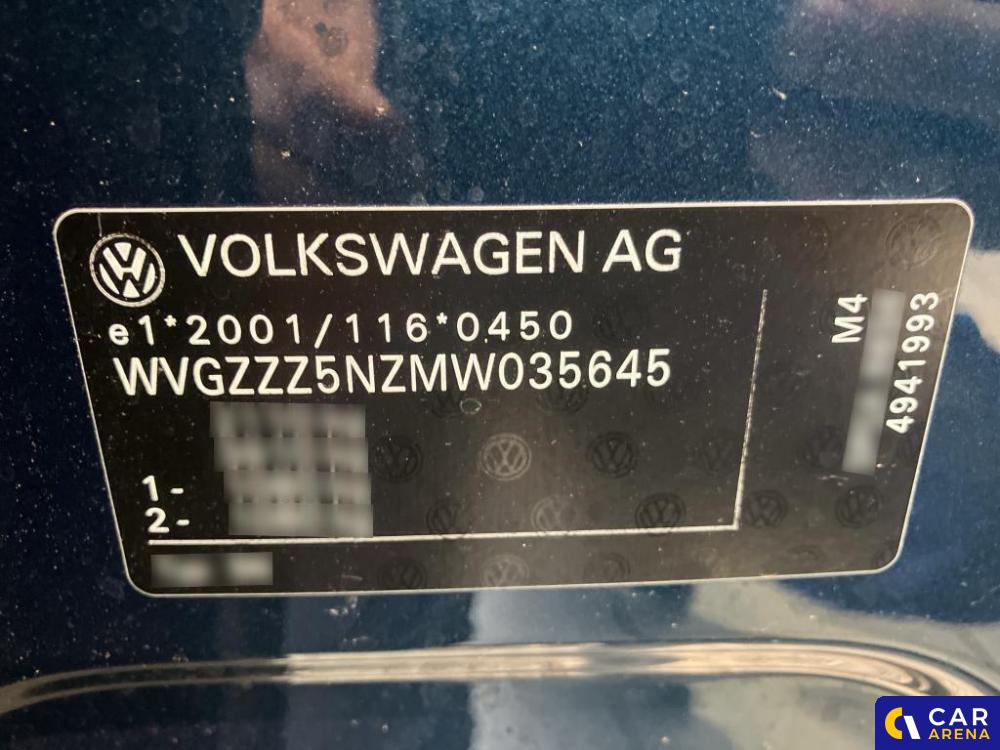 VOLKSWAGEN AG
e1*2001/116*0450
WVGZZZ5NZMW035645
1-
2-
M4
4941993
CAR
ARENA